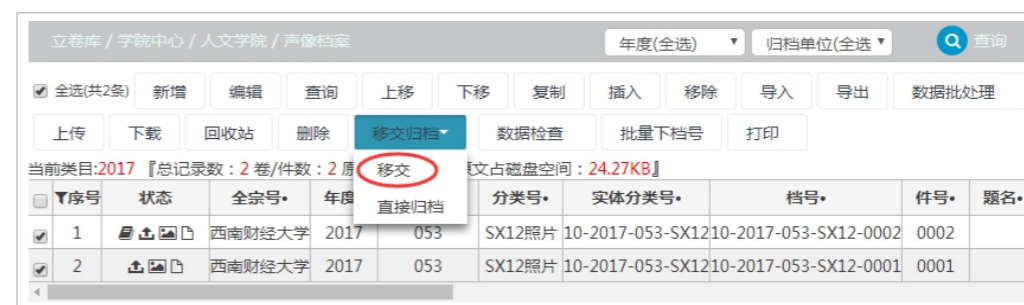 立卷库 / 学院中心 / 人文学院 / 声像档案 年度(全选) 归档单位(全选 查询
全选(共2条) 新增 编辑 查询 上移 下移 复制 插入 移除 导入 导出 数据批处理
上传 下载 回收站 删除 移交归档 数据检查 批量下档号 打印
当前类目:2017 『总记录数：2 卷/件数：2 原 文占磁盘空间：24.27KB』
移交
直接归档
序号 状态 全宗号• 年度 分类号• 实体分类号• 档号• 件号• 题名•
1 西南财经大学 2017 053 SX12照片 10-2017-053-SX12 10-2017-053-SX12-0002 0002
2 西南财经大学 2017 053 SX12照片 10-2017-053-SX12 10-2017-053-SX12-0001 0001